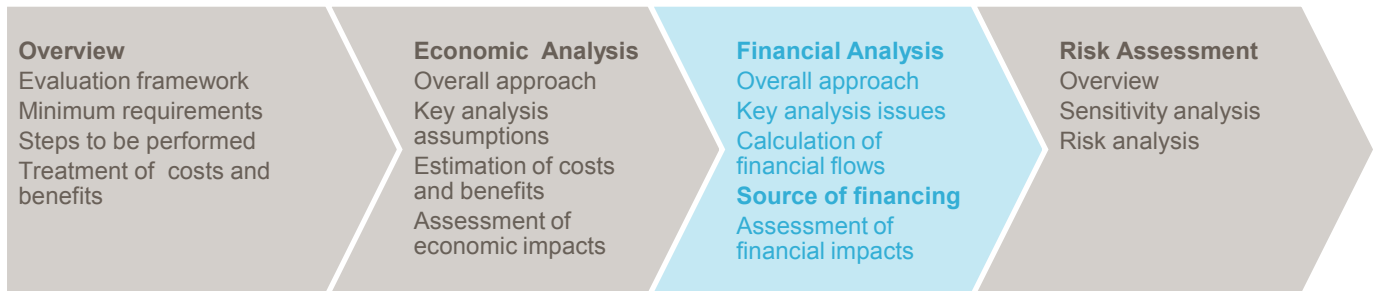 Overview
Evaluation framework
Minimum requirements
Steps to be performed
Treatment of costs and
benefits
Economic Analysis
Overall approach
Key analysis
assumptions
Estimation of costs
and benefits
Assessment of
economic impacts
Financial Analysis
Overall approach
Key analysis issues
Calculation of
financial flows
Source of financing
Assessment of
financial impacts
Risk Assessment
Overview
Sensitivity analysis
Risk analysis